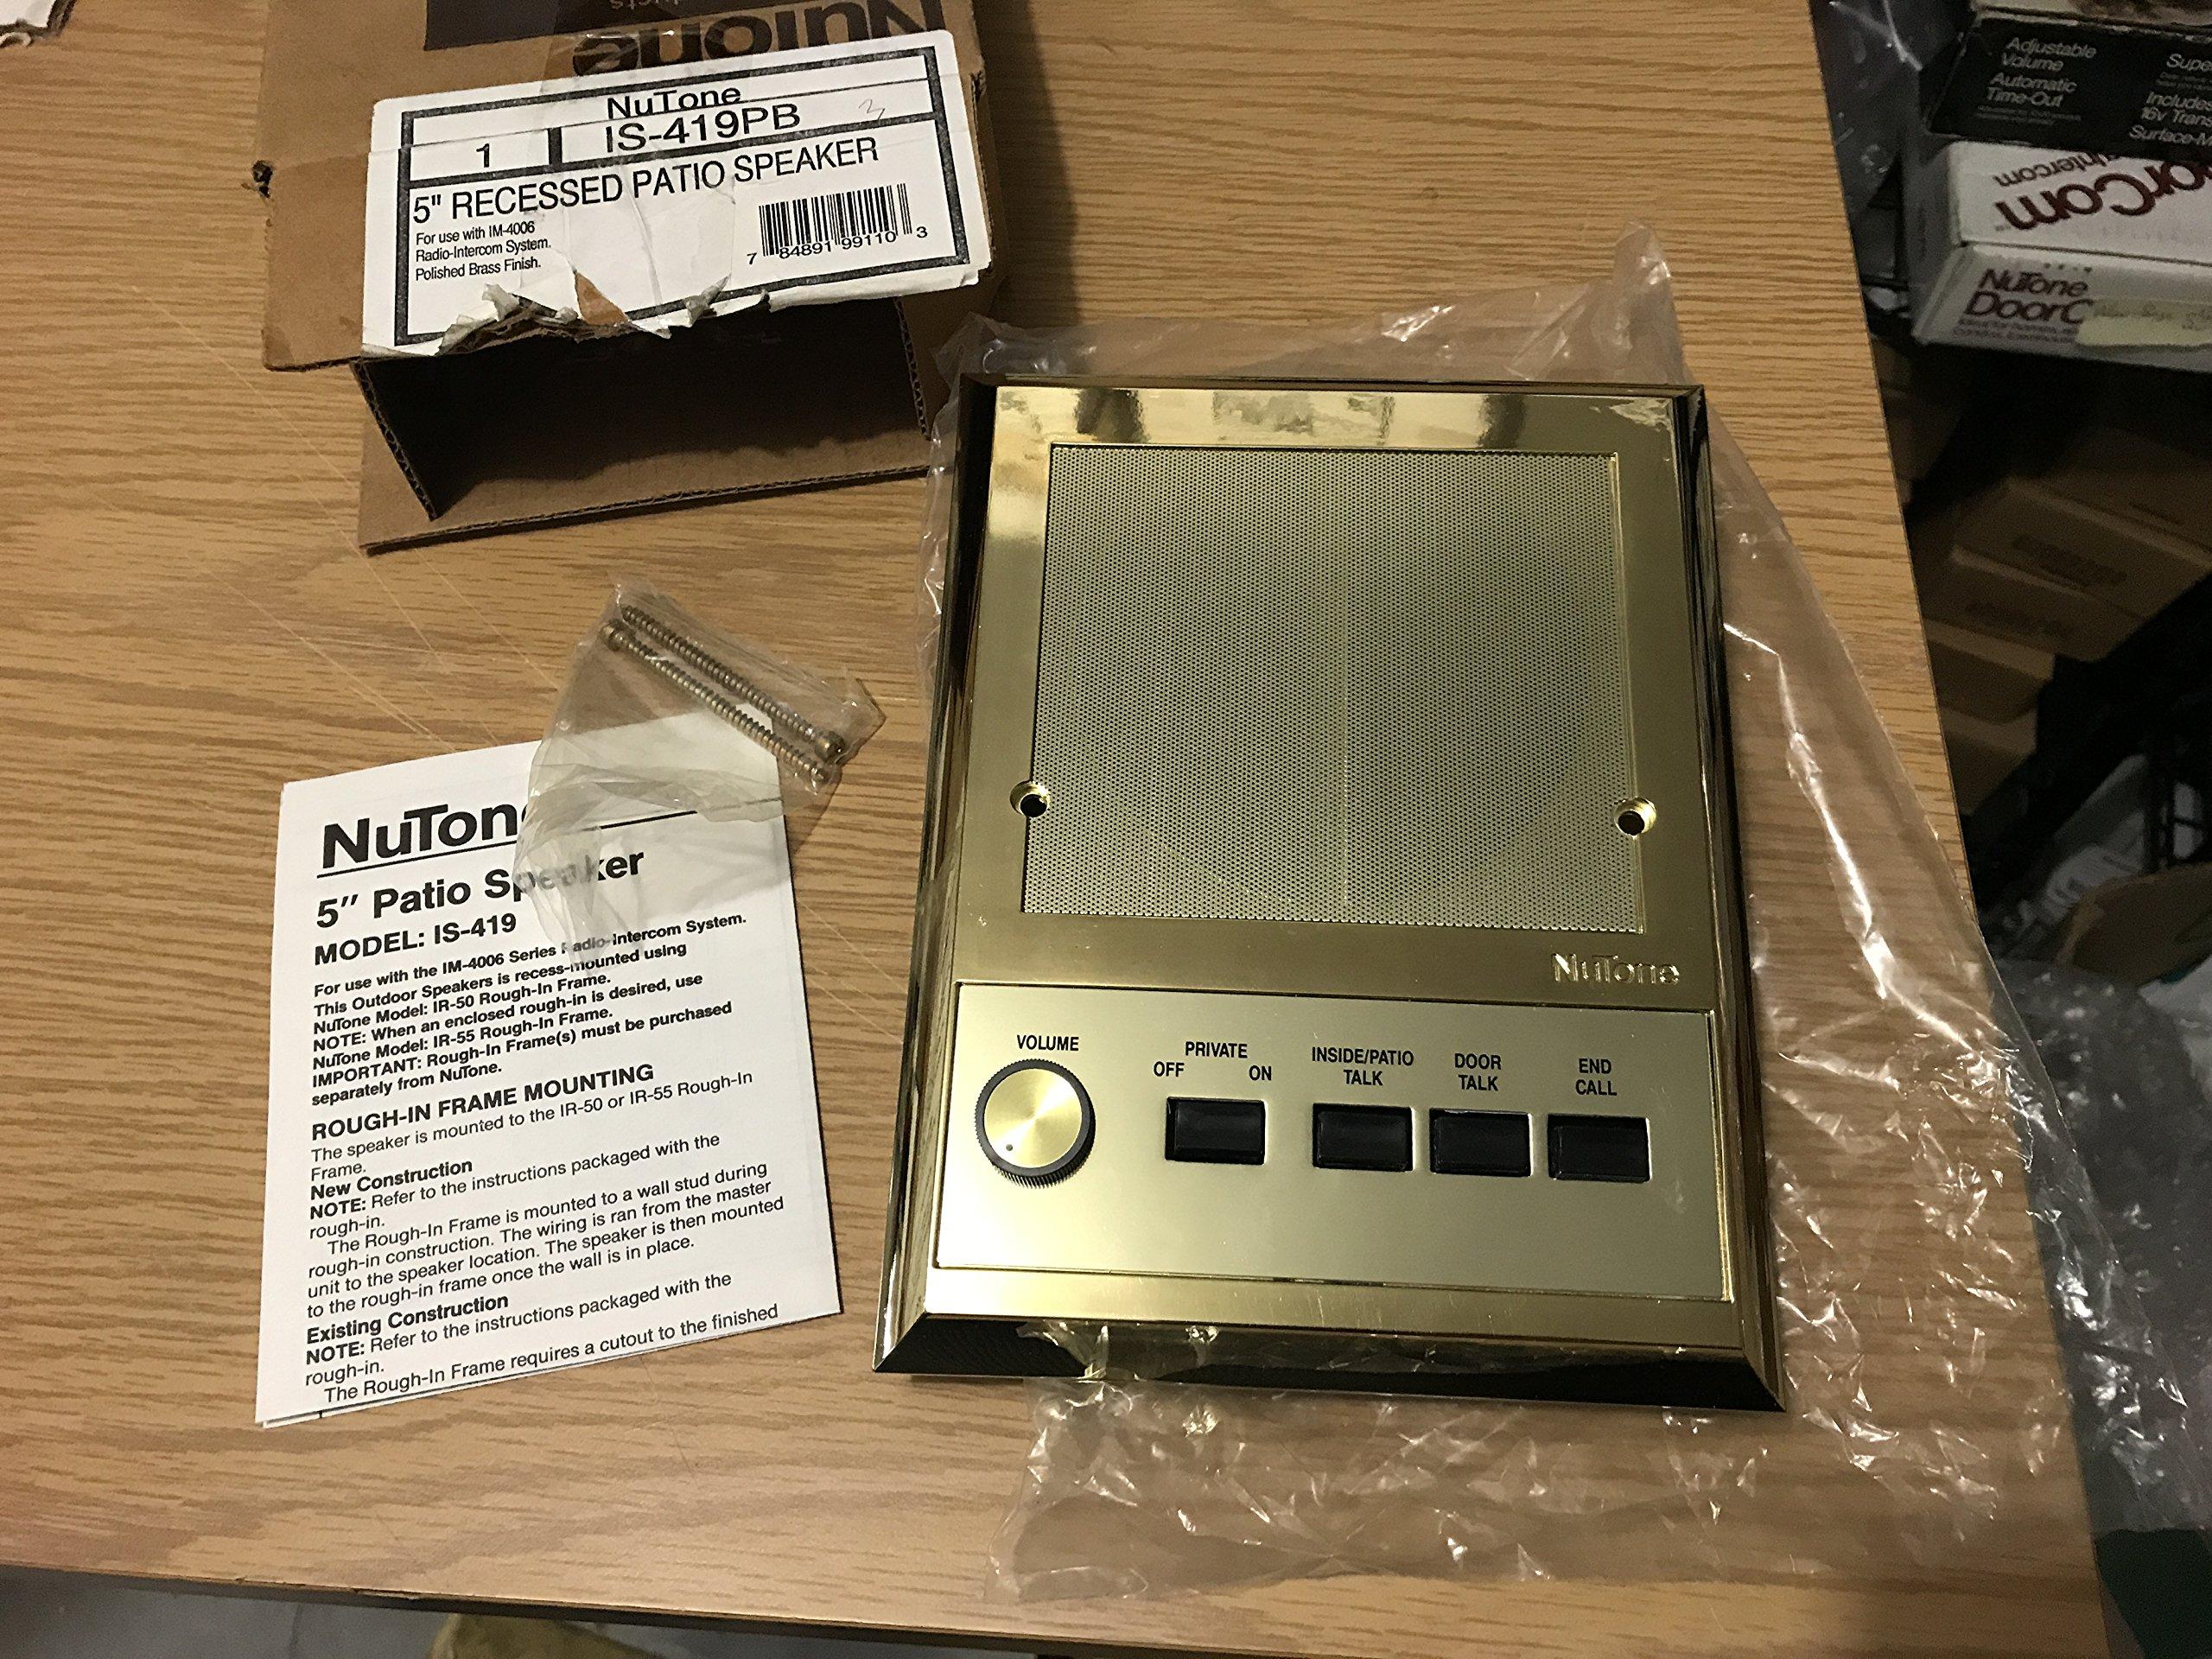 NuTone
NuTone
IS-419PB
3
1
5" RECESSED PATIO SPEAKER
For use with IM-4006
Radio-Intercom System.
Polished Brass Finish.
7 84891 99110 3
Adjustable
Volume
Automatic
Time-Out
Supe
Includes
16v Trans
Surface-M
Intercom
orCom
NuTone
DoorC
NuTon
5" Patio Speaker
MODEL: IS-419
For use with the IM-4006 Series Radio-Intercom System.
This Outdoor Speakers is recess-mounted using
NuTone Model: IR-50 Rough-In Frame.
NOTE: When an enclosed rough-in is desired, use
NuTone Model: IR-55 Rough-In Frame.
IMPORTANT: Rough-In Frame(s) must be purchased
separately from NuTone.
ROUGH-IN FRAME MOUNTING
The speaker is mounted to the IR-50 or IR-55 Rough-In
Frame.
New Construction
NOTE: Refer to the instructions packaged with the
rough-in.
The Rough-In Frame is mounted to a wall stud during
rough-in construction. The wiring is ran from the master
unit to the speaker location. The speaker is then mounted
to the rough-in frame once the wall is in place.
Existing Construction
NOTE: Refer to the instructions packaged with the
rough-in.
The Rough-In Frame requires a cutout to the finished
NuTone
VOLUME
PRIVATE
OFF ON
INSIDE/PATIO
TALK
DOOR
TALK
END
CALL